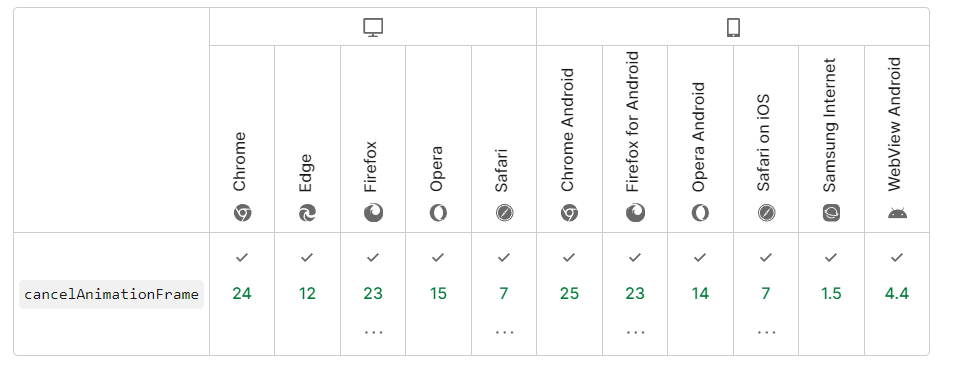 Chrome
Edge
Firefox
Opera
Safari
Chrome Android
Firefox for Android
Opera Android
Safari on iOS
Samsung Internet
WebView Android
cancelAnimationFrame
✓ ✓ ✓ ✓ ✓ ✓ ✓ ✓ ✓ ✓ ✓
24 12 23 15 7 25 23 14 7 1.5 4.4
... ... ... ...